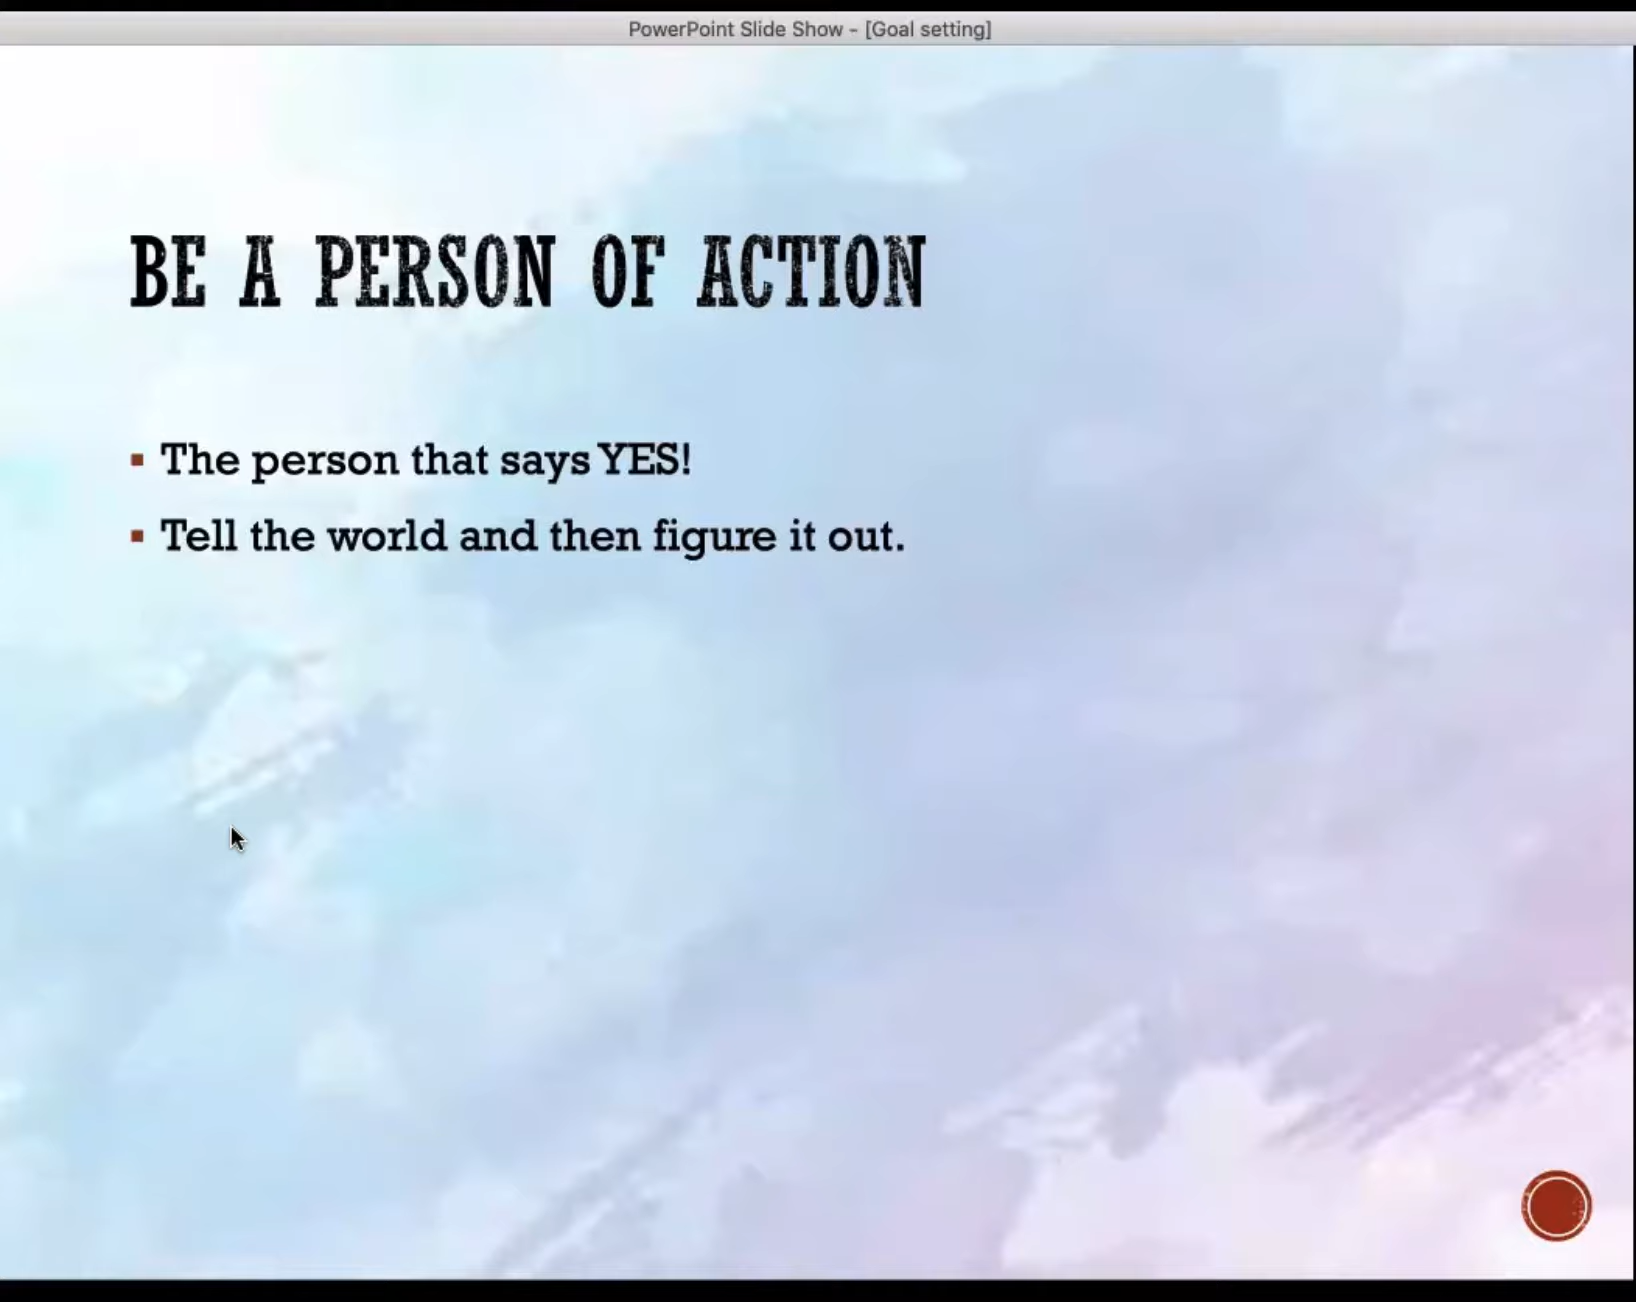 PowerPoint Slide Show - [Goal setting]
BE A PERSON OF ACTION
▪ The person that says YES!
▪ Tell the world and then figure it out.